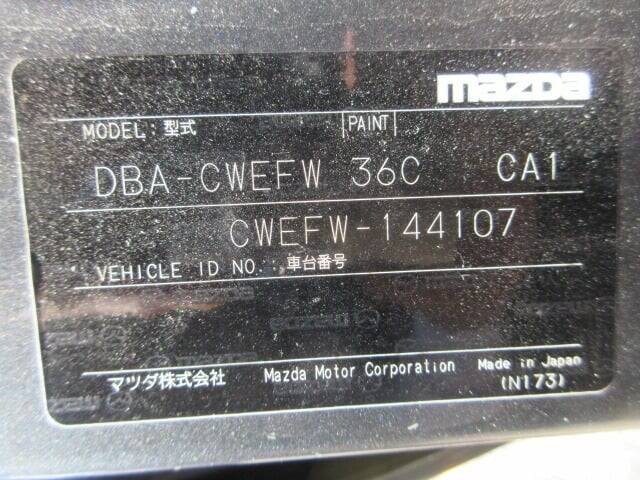 mazda
MODEL: 型式 PAINT
DBA-CWEFW 36C CA1
CWEFW-144107
VEHICLE ID NO.: 車台番号
マツダ株式会社 Mazda Motor Corporation Made in Japan
(N173)